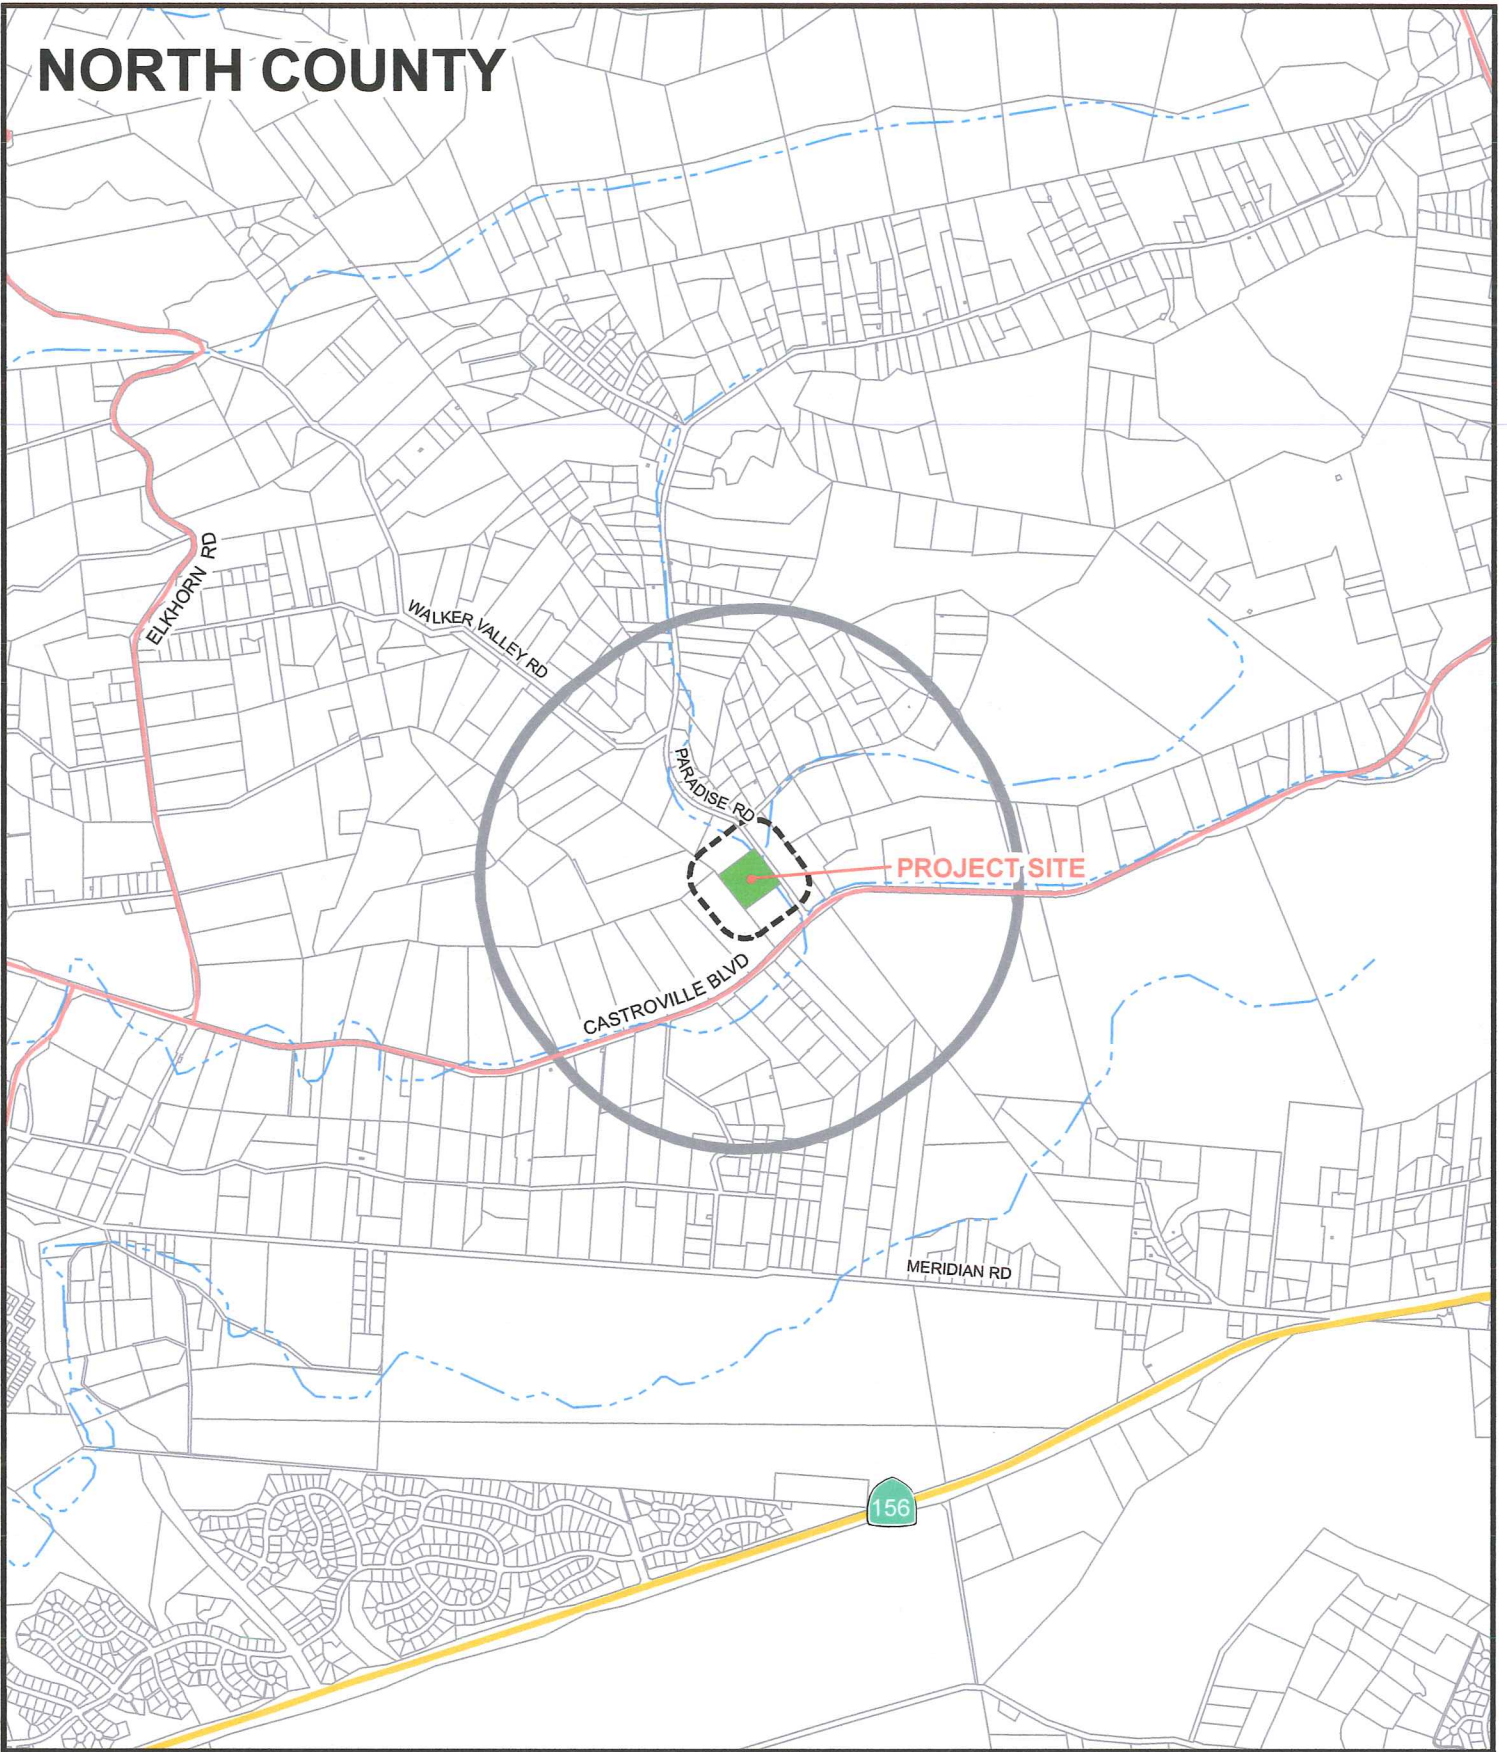 NORTH COUNTY
ELKHORN RD
WALKER VALLEY RD
PARADISE RD
PROJECT SITE
CASTROVILLE BLVD
MERIDIAN RD
156